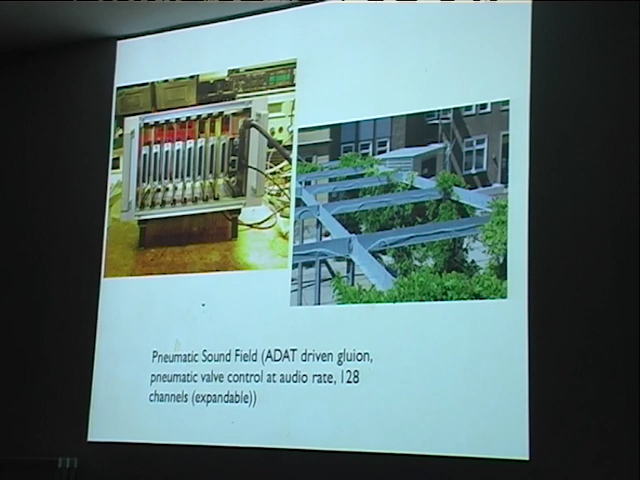 Pneumatic Sound Field (ADAT driven gluion,
pneumatic valve control at audio rate, 128
channels (expandable))